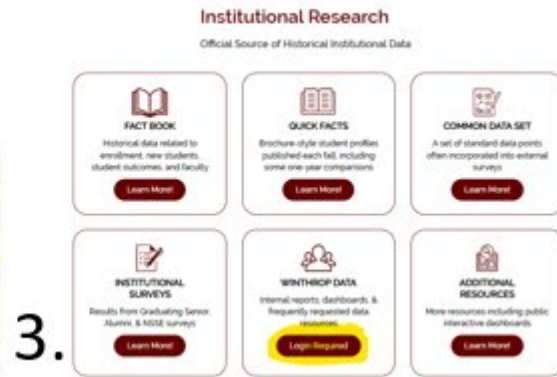 Institutional Research
Official Source of Historical Institutional Data
FACT BOOK
Historical data related to
enrollment, new students,
student outcomes, and faculty
Learn More!
QUICK FACTS
Brochure-style student profiles
published each fall, including
some one-year comparisons
Learn More!
COMMON DATA SET
A set of standard data points
often incorporated into external
surveys
Learn More!
INSTITUTIONAL
SURVEYS
Results from Graduating Senior,
Alumni, & NSSE surveys
Learn More!
WINTHROP DATA
Internal reports, dashboards, &
frequently requested data
resources
Login Required
ADDITIONAL
RESOURCES
More resources including public
interactive dashboards
Learn More!
3.